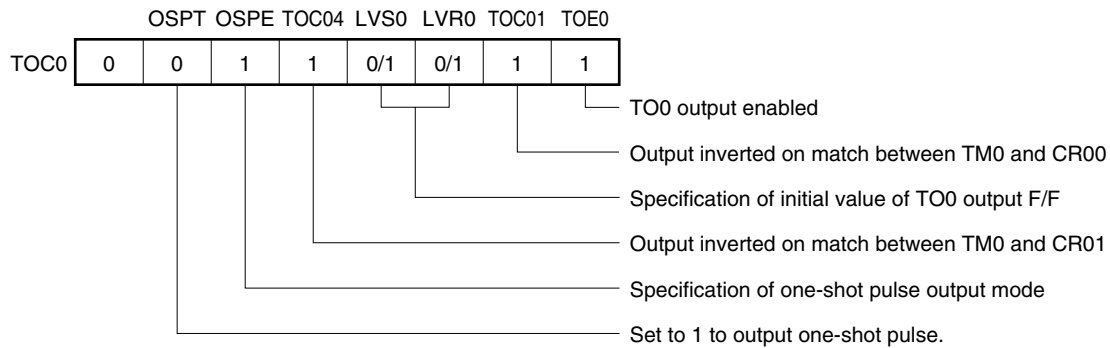 OSPT OSPE TOC04 LVS0 LVR0 TOC01 TOE0
TOC0 0 0 1 1 0/1 0/1 1 1
TO0 output enabled
Output inverted on match between TM0 and CR00
Specification of initial value of TO0 output F/F
Output inverted on match between TM0 and CR01
Specification of one-shot pulse output mode
Set to 1 to output one-shot pulse.